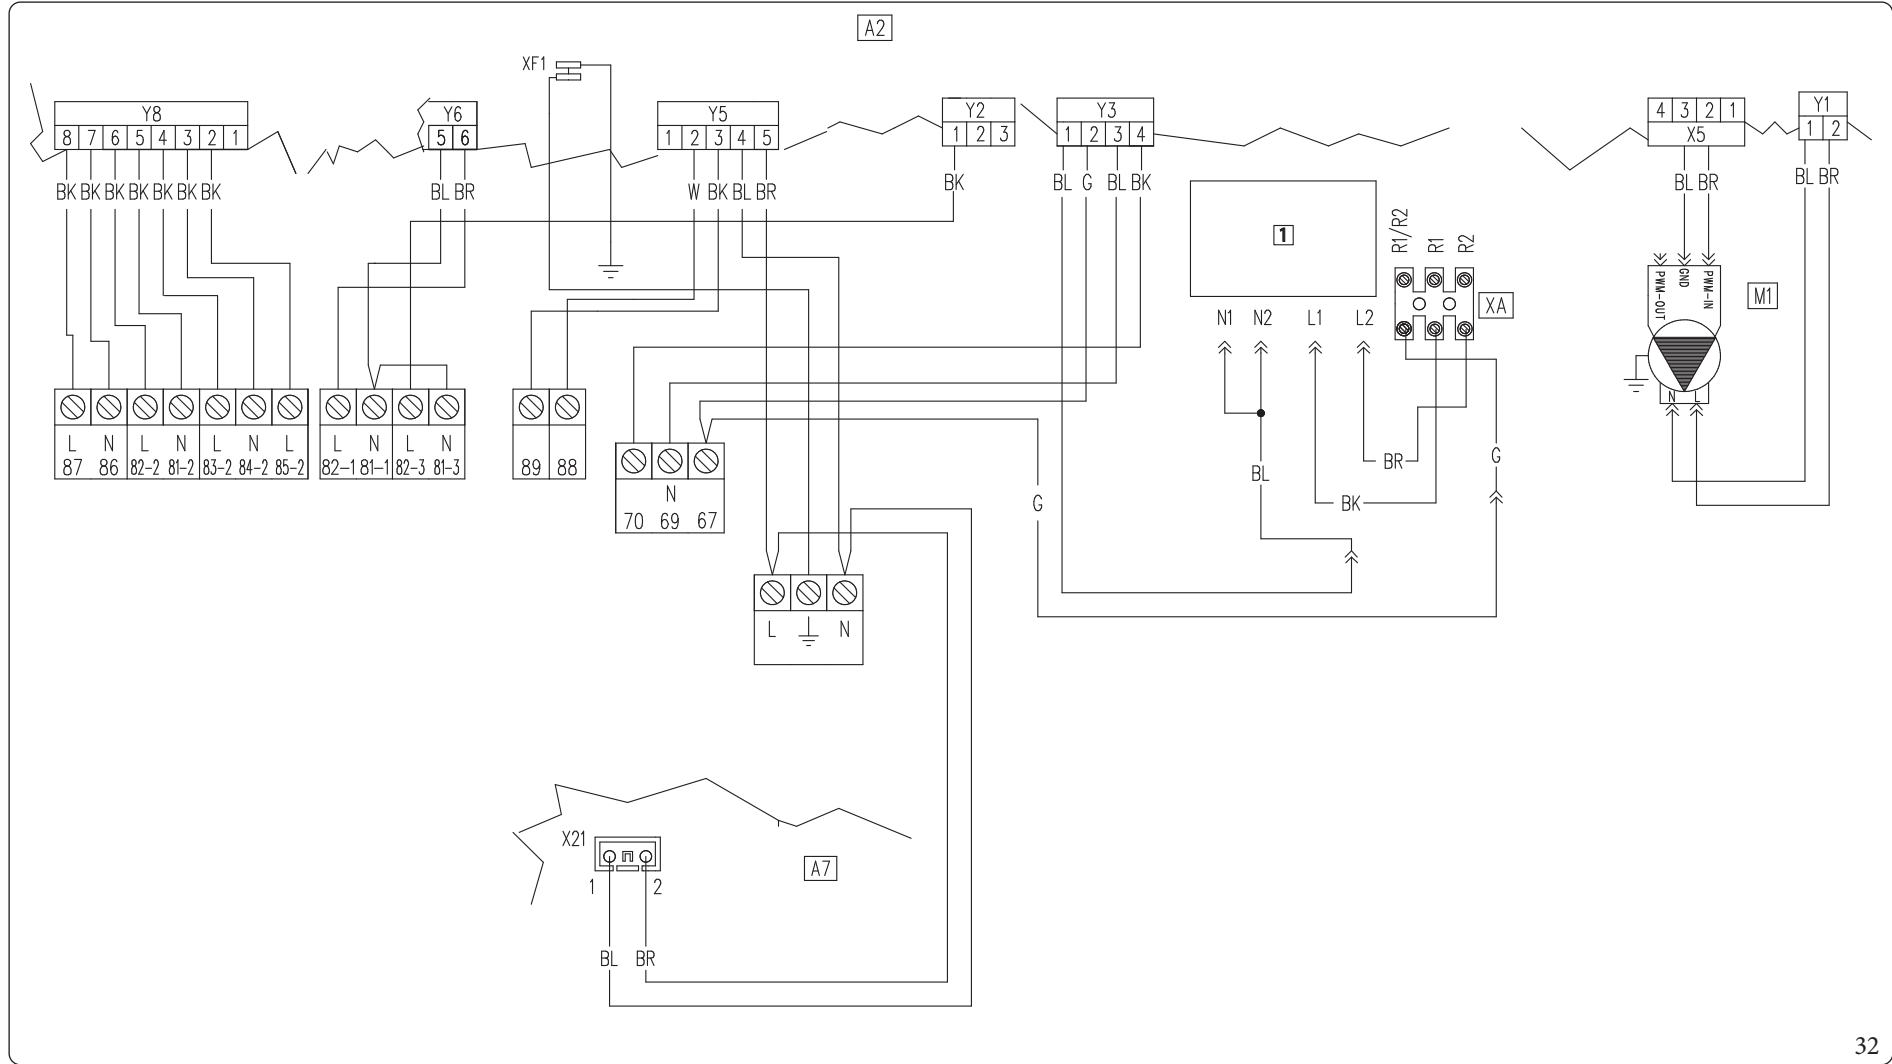 A2
XF1
Y8
8 7 6 5 4 3 2 1
BK BK BK BK BK BK BK
Y6
5 6
BL BR
Y5
1 2 3 4 5
W BK BL BR
Y2
1 2 3
BK
Y3
1 2 3 4
BL G BL BK
4 3 2 1
X5
BL BR
Y1
1 2
BL BR
1
R1/R2 R1 R2
XA
N1 N2 L1 L2
PWM-OUT GND PWM-IN
M1
N L
L N L N L N L
87 86 82-2 81-2 83-2 84-2 85-2
L N L N
82-1 81-1 82-3 81-3
89 88
N
70 69 67
BL
BR
G
G
BK
L N
X21
A7
1 2
BL BR
32